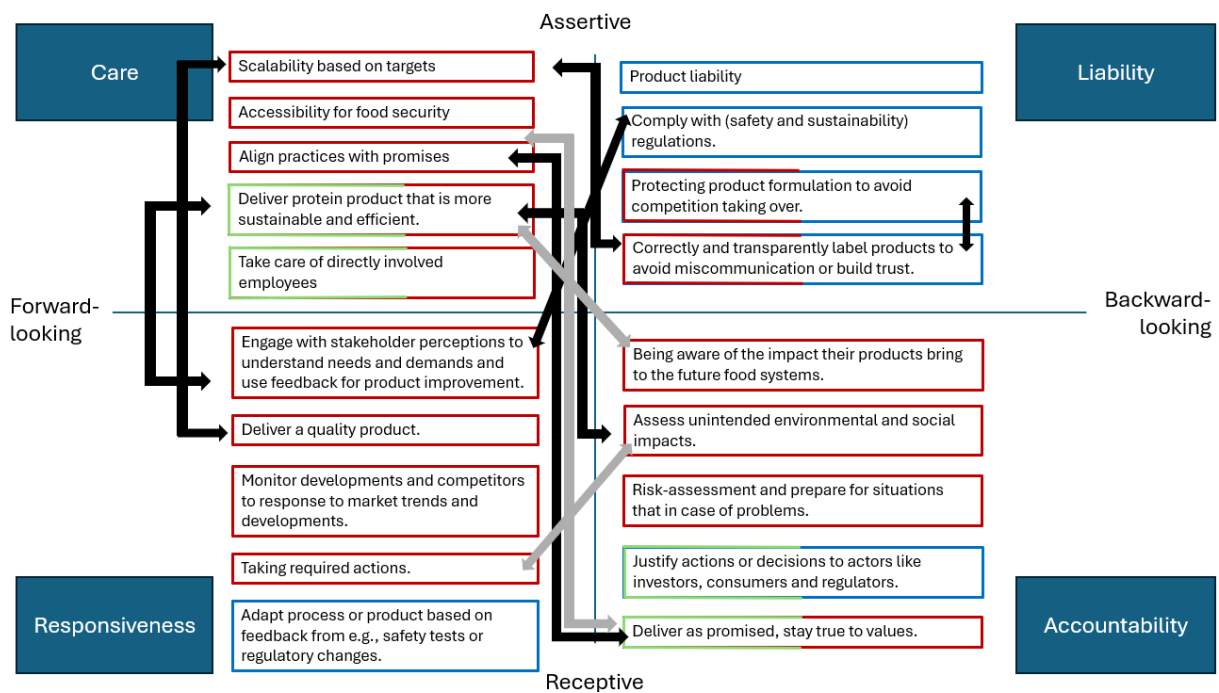 Assertive
Care
Liability
Scalability based on targets
Accessibility for food security
Align practices with promises
Deliver protein product that is more
sustainable and efficient.
Take care of directly involved
employees
Product liability
Comply with (safety and sustainability)
regulations.
Protecting product formulation to avoid
competition taking over.
Correctly and transparently label products to
avoid miscommunication or build trust.
Forward-
looking
Backward-
looking
Engage with stakeholder perceptions to
understand needs and demands and
use feedback for product improvement.
Deliver a quality product.
Monitor developments and competitors
to response to market trends and
developments.
Taking required actions.
Adapt process or product based on
feedback from e.g., safety tests or
regulatory changes.
Being aware of the impact their products bring
to the future food systems.
Assess unintended environmental and social
impacts.
Risk-assessment and prepare for situations
that in case of problems.
Justify actions or decisions to actors like
investors, consumers and regulators.
Deliver as promised, stay true to values.
Responsiveness
Accountability
Receptive